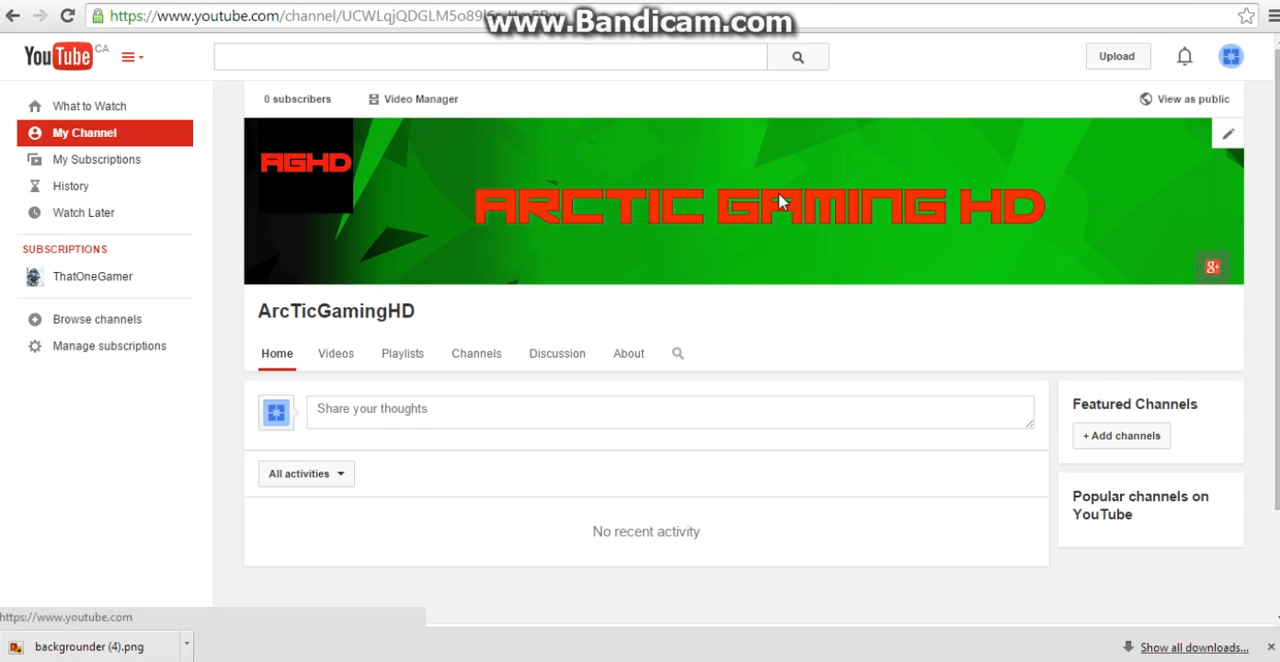 https://www.youtube.com/channel/
www.Bandicam.com
YouTube CA
Upload
What to Watch
My Channel
My Subscriptions
History
Watch Later
SUBSCRIPTIONS
ThatOneGamer
Browse channels
Manage subscriptions
0 subscribers
Video Manager
View as public
AGHD
ARCTIC GAMING HD
g+
ArcTicGamingHD
Home Videos Playlists Channels Discussion About
Share your thoughts
All activities
No recent activity
Featured Channels
+ Add channels
Popular channels on
YouTube
https://www.youtube.com
backgrounder (4).png
Show all downloads...